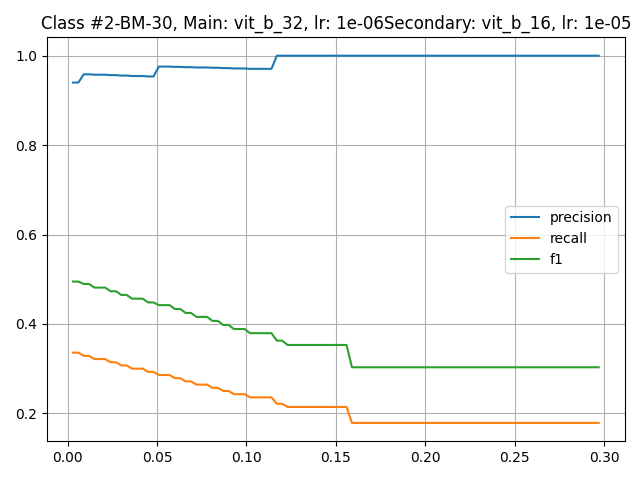 Class #2-BM-30, Main: vit_b_32, lr: 1e-06Secondary: vit_b_16, lr: 1e-05
1.0
0.8
0.6
0.4
0.2
precision
recall
f1
0.00 0.05 0.10 0.15 0.20 0.25 0.30